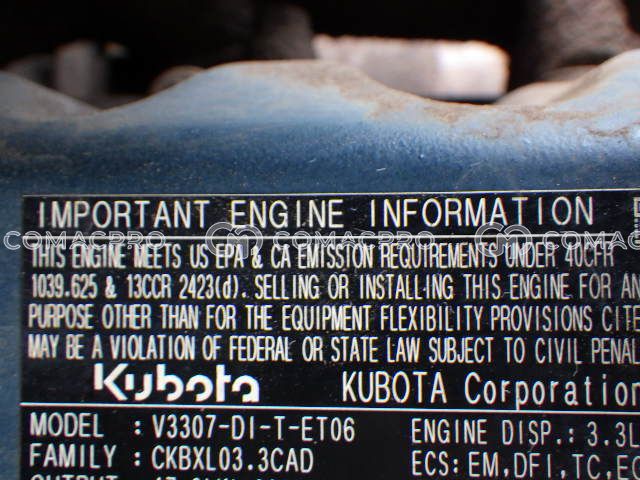 IMPORTANT ENGINE INFORMATION
COMACPRO COMACPRO COMACPRO
THIS ENGINE MEETS US EPA & CA EMISSION REQUIREMENTS UNDER 40CFR
1039.625 & 13CCR 2423(d). SELLING OR INSTALLING THIS ENGINE FOR AN
PURPOSE OTHER THAN FOR THE EQUIPMENT FLEXIBILITY PROVISIONS CITE
MAY BE A VIOLATION OF FEDERAL OR STATE LAW SUBJECT TO CIVIL PENAL
Kubota KUBOTA Corporation
MODEL : V3307-DI-T-ET06 ENGINE DISP.: 3.3L
FAMILY : CKBXL03.3CAD ECS: EM,DFI,TC,EC